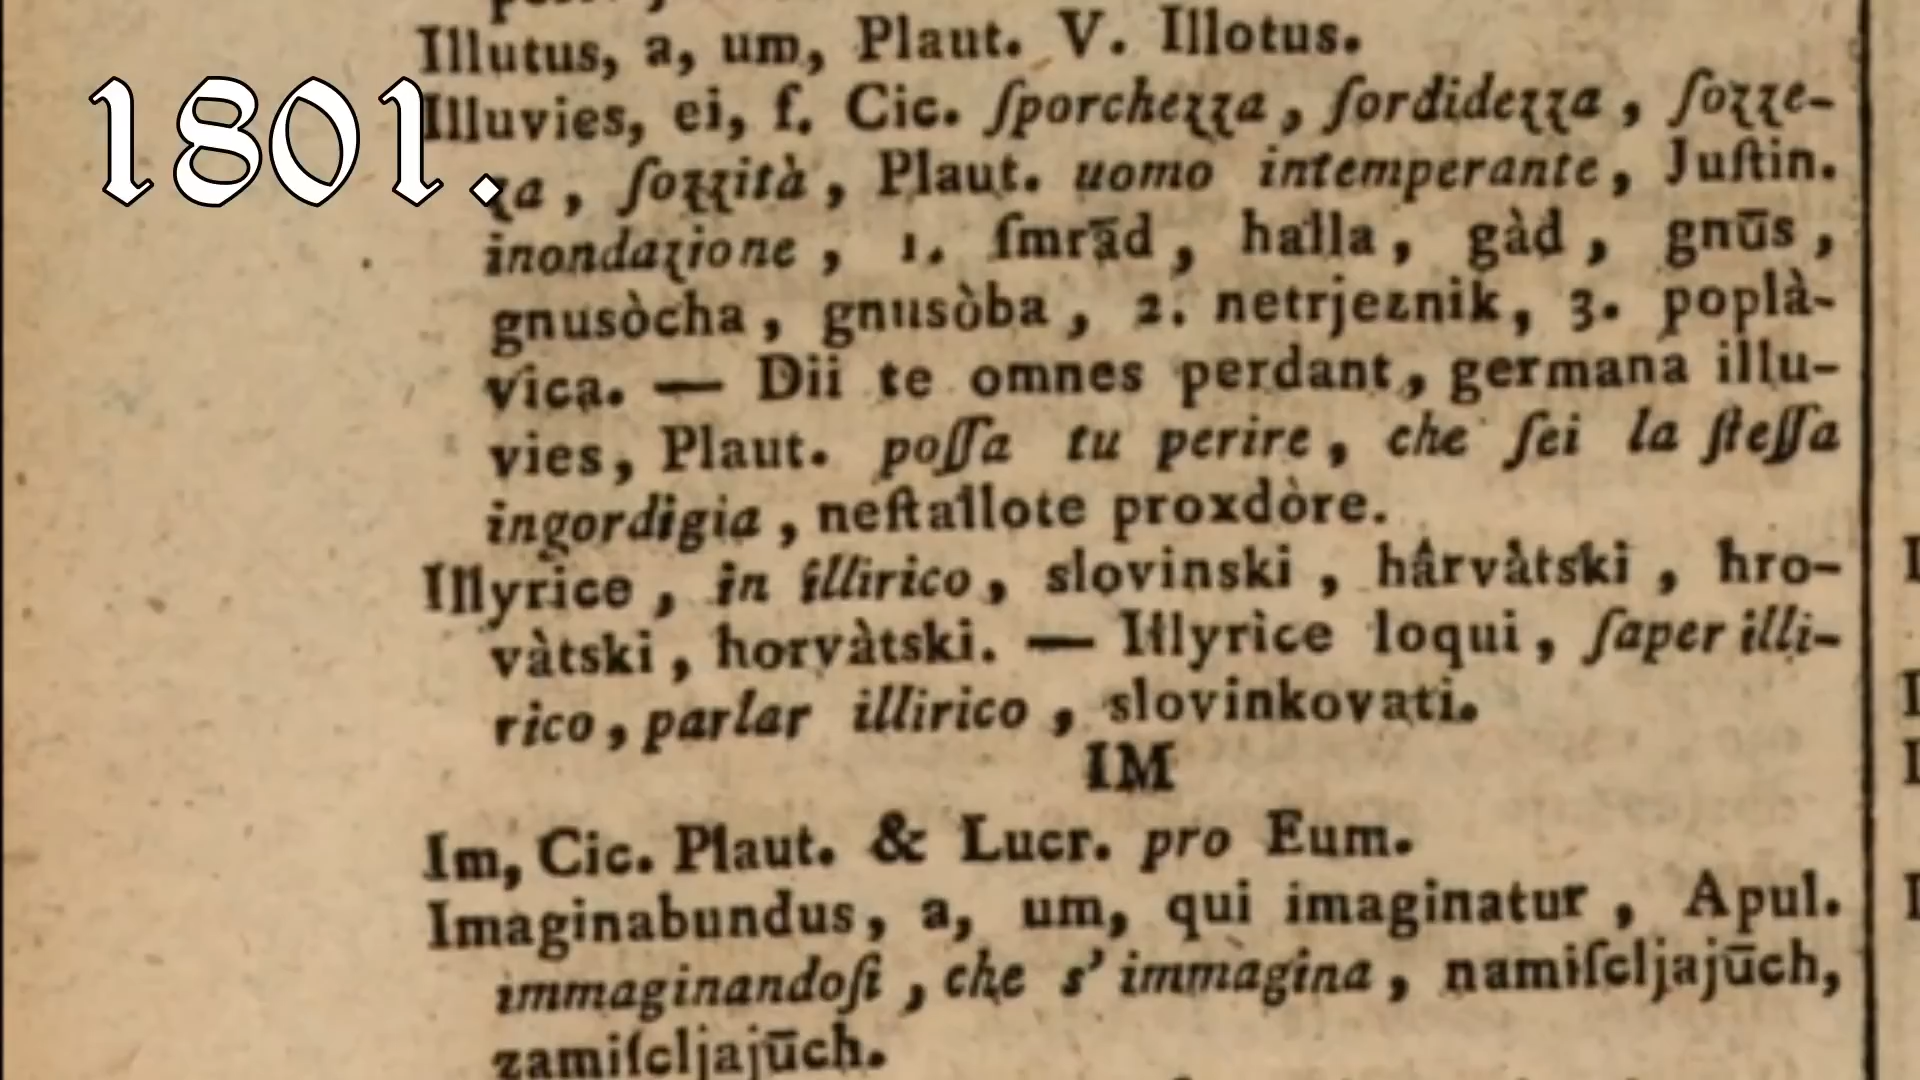 1801.
Illutus, a, um, Plaut. V. Illotus.
Illuvies, ei, f. Cic. ſporchezza, ſordidezza, ſozze-
za, ſozzità, Plaut. uomo intemperante, Juſtin.
inondazione, 1. ſmrād, halla, gàd, gnūs,
gnusòcha, gnusòba, 2. netrjeznik, 3. poplà-
vica. — Dii te omnes perdant, germana illu-
vies, Plaut. poſſa tu perire, che ſei la ſteſſa
ingordigia, neſtallote proxdòre.
Illyrice, in illirico, slovinski, hârvàtski, hro-
vàtski, horvàtski. — Illyrice loqui, ſaper illi-
rico, parlar illirico, slovinkovati.
IM
Im, Cic. Plaut. & Lucr. pro Eum.
Imaginabundus, a, um, qui imaginatur, Apul.
immaginandoſi, che s' immagina, namiſcljajūch,
zamiſcljajūch.